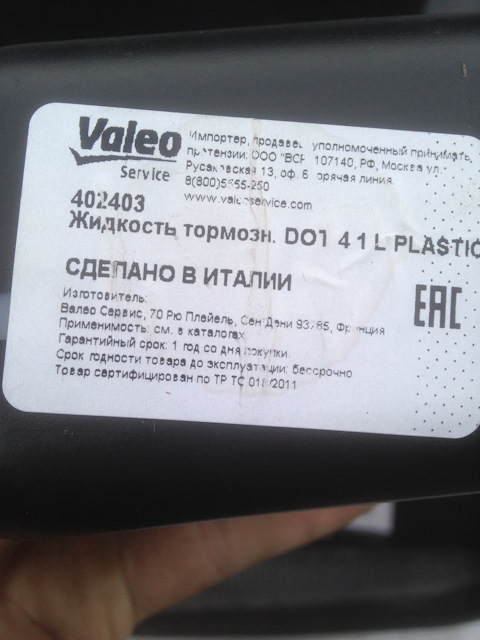 Valeo
Service
Импортер, продавец уполномоченный принимать
претензии: ООО "ВСР 107140, РФ, Москва ул.
Русаковская 13, оф. 6 горячая линия.
8(800)5555-250
www.valeoservice.com
402403
Жидкость тормозн. DOT 4 1 L PLASTIC
СДЕЛАНО В ИТАЛИИ
Изготовитель:
Валео Сервис, 70 Рю Плейель, Сен Дани 93285, Франция
Применимость: см. в каталогах
Гарантийный срок: 1 год со дня покупки.
Срок годности товара до эксплуатации: бессрочно
Товар сертифицирован по ТР ТС 018/2011
EAC